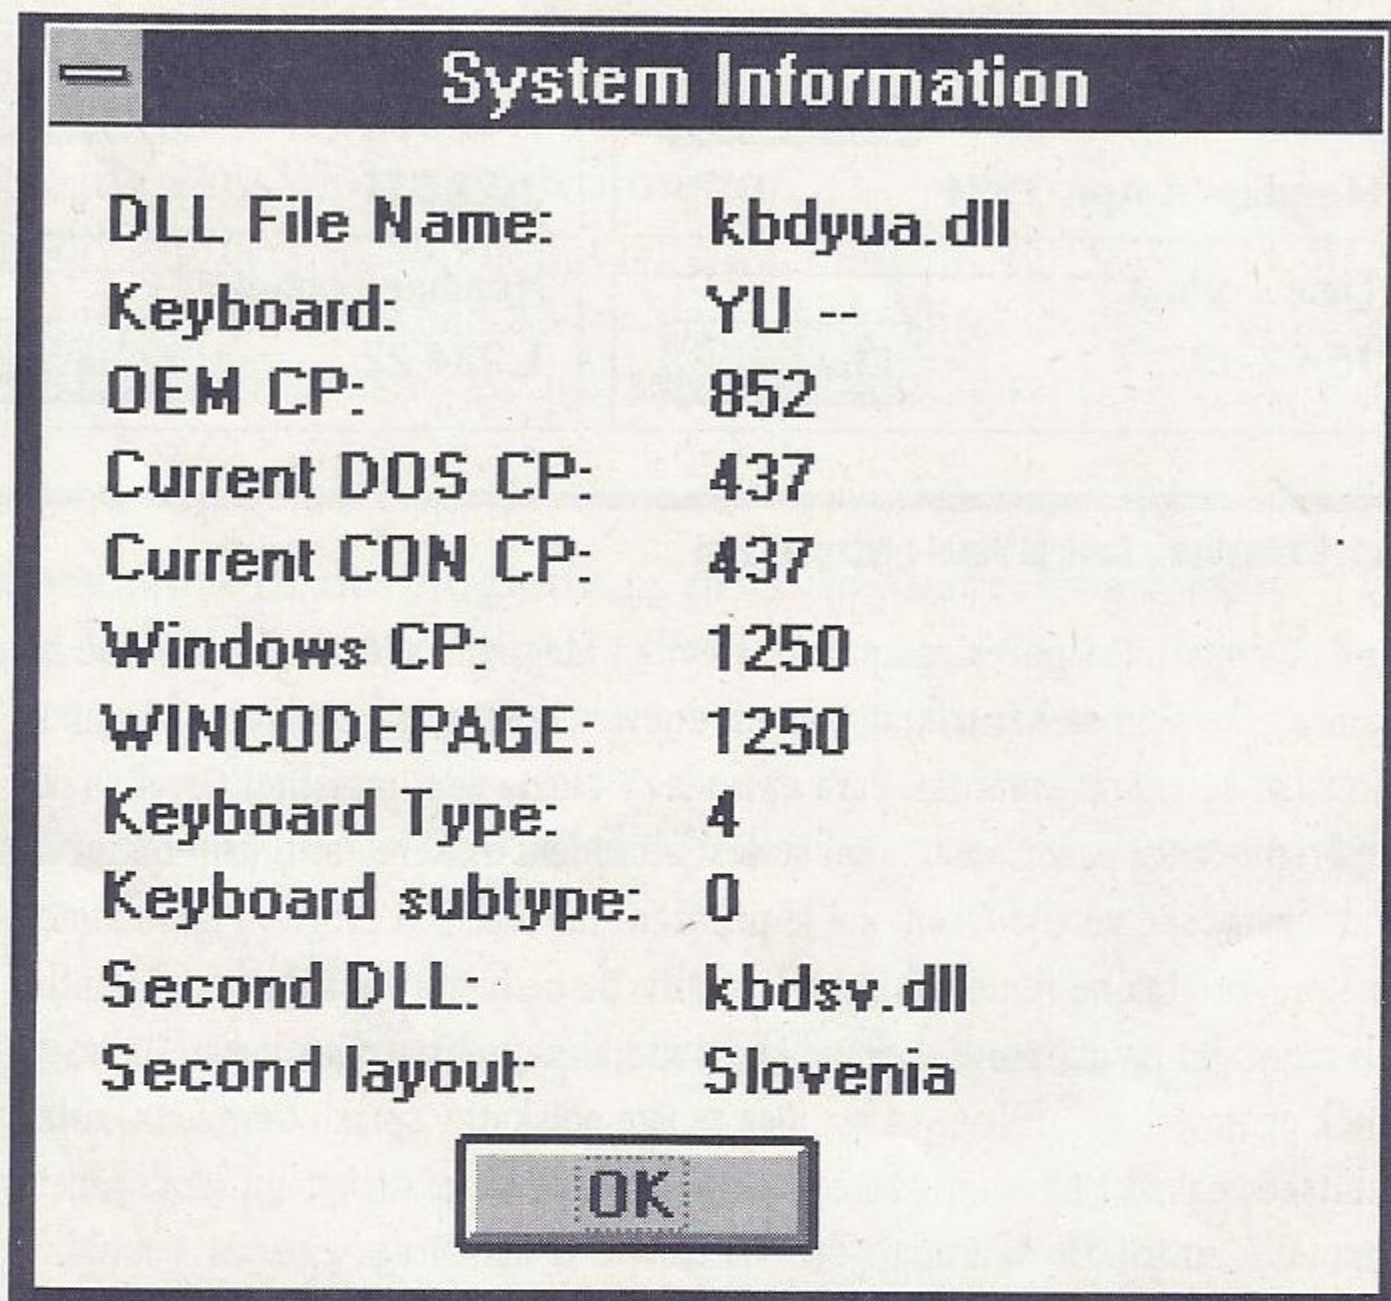 System Information
DLL File Name: kbdyua.dll
Keyboard: YU --
OEM CP: 852
Current DOS CP: 437
Current CON CP: 437
Windows CP: 1250
WINCODEPAGE: 1250
Keyboard Type: 4
Keyboard subtype: 0
Second DLL: kbdsv.dll
Second layout: Slovenia
OK